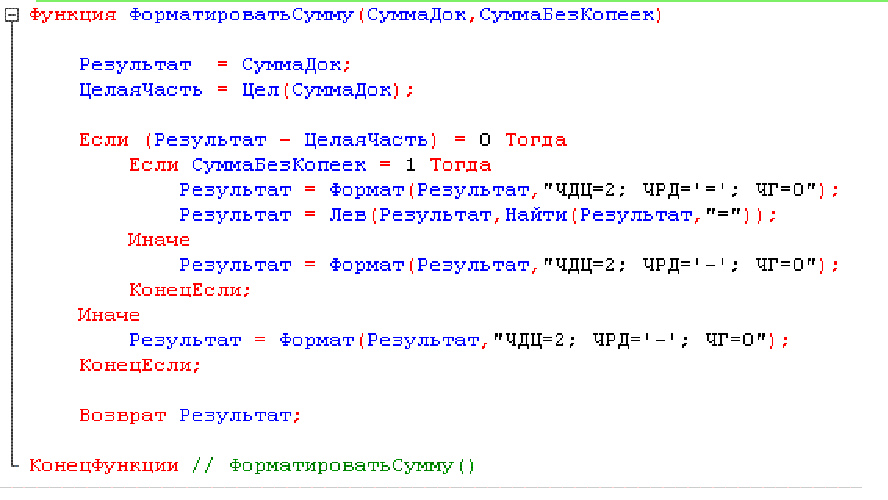 Функция ФорматироватьСумму(СуммаДок,СуммаБезКопеек)
Результат  = СуммаДок;
ЦелаяЧасть = Цел(СуммаДок);
Если (Результат - ЦелаяЧасть) = 0 Тогда
Если СуммаБезКопеек = 1 Тогда
Результат = Формат(Результат,"ЧДЦ=2; ЧРД='='; ЧГ=0");
Результат = Лев(Результат,Найти(Результат,"="));
Иначе
Результат = Формат(Результат,"ЧДЦ=2; ЧРД='-'; ЧГ=0");
КонецЕсли;
Иначе
Результат = Формат(Результат,"ЧДЦ=2; ЧРД='-'; ЧГ=0");
КонецЕсли;
Возврат Результат;
КонецФункции // ФорматироватьСумму()